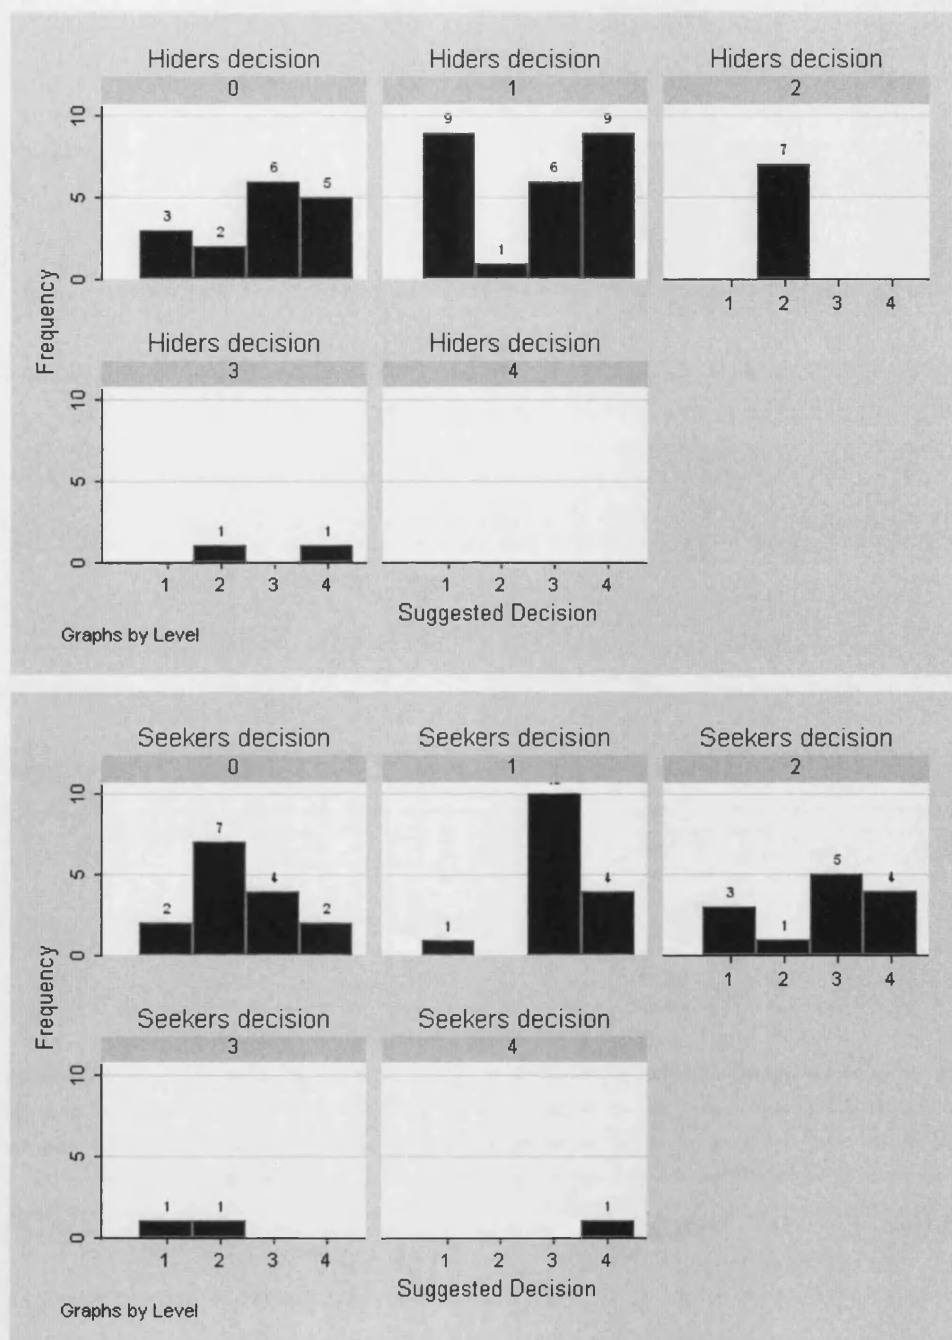 Hiders decision Hiders decision Hiders decision
0 1 2
10 5 0
3 2 6 5
9 1 6 9
7
1 2 3 4
Frequency
Hiders decision Hiders decision
3 4
10 5 0
1 1
1 2 3 4 1 2 3 4
Suggested Decision
Graphs by Level
Seekers decision Seekers decision Seekers decision
0 1 2
10 5 0
2 7 4 2
1 4
3 1 5 4
1 2 3 4
Frequency
Seekers decision Seekers decision
3 4
10 5 0
1 1
1
1 2 3 4 1 2 3 4
Suggested Decision
Graphs by Level